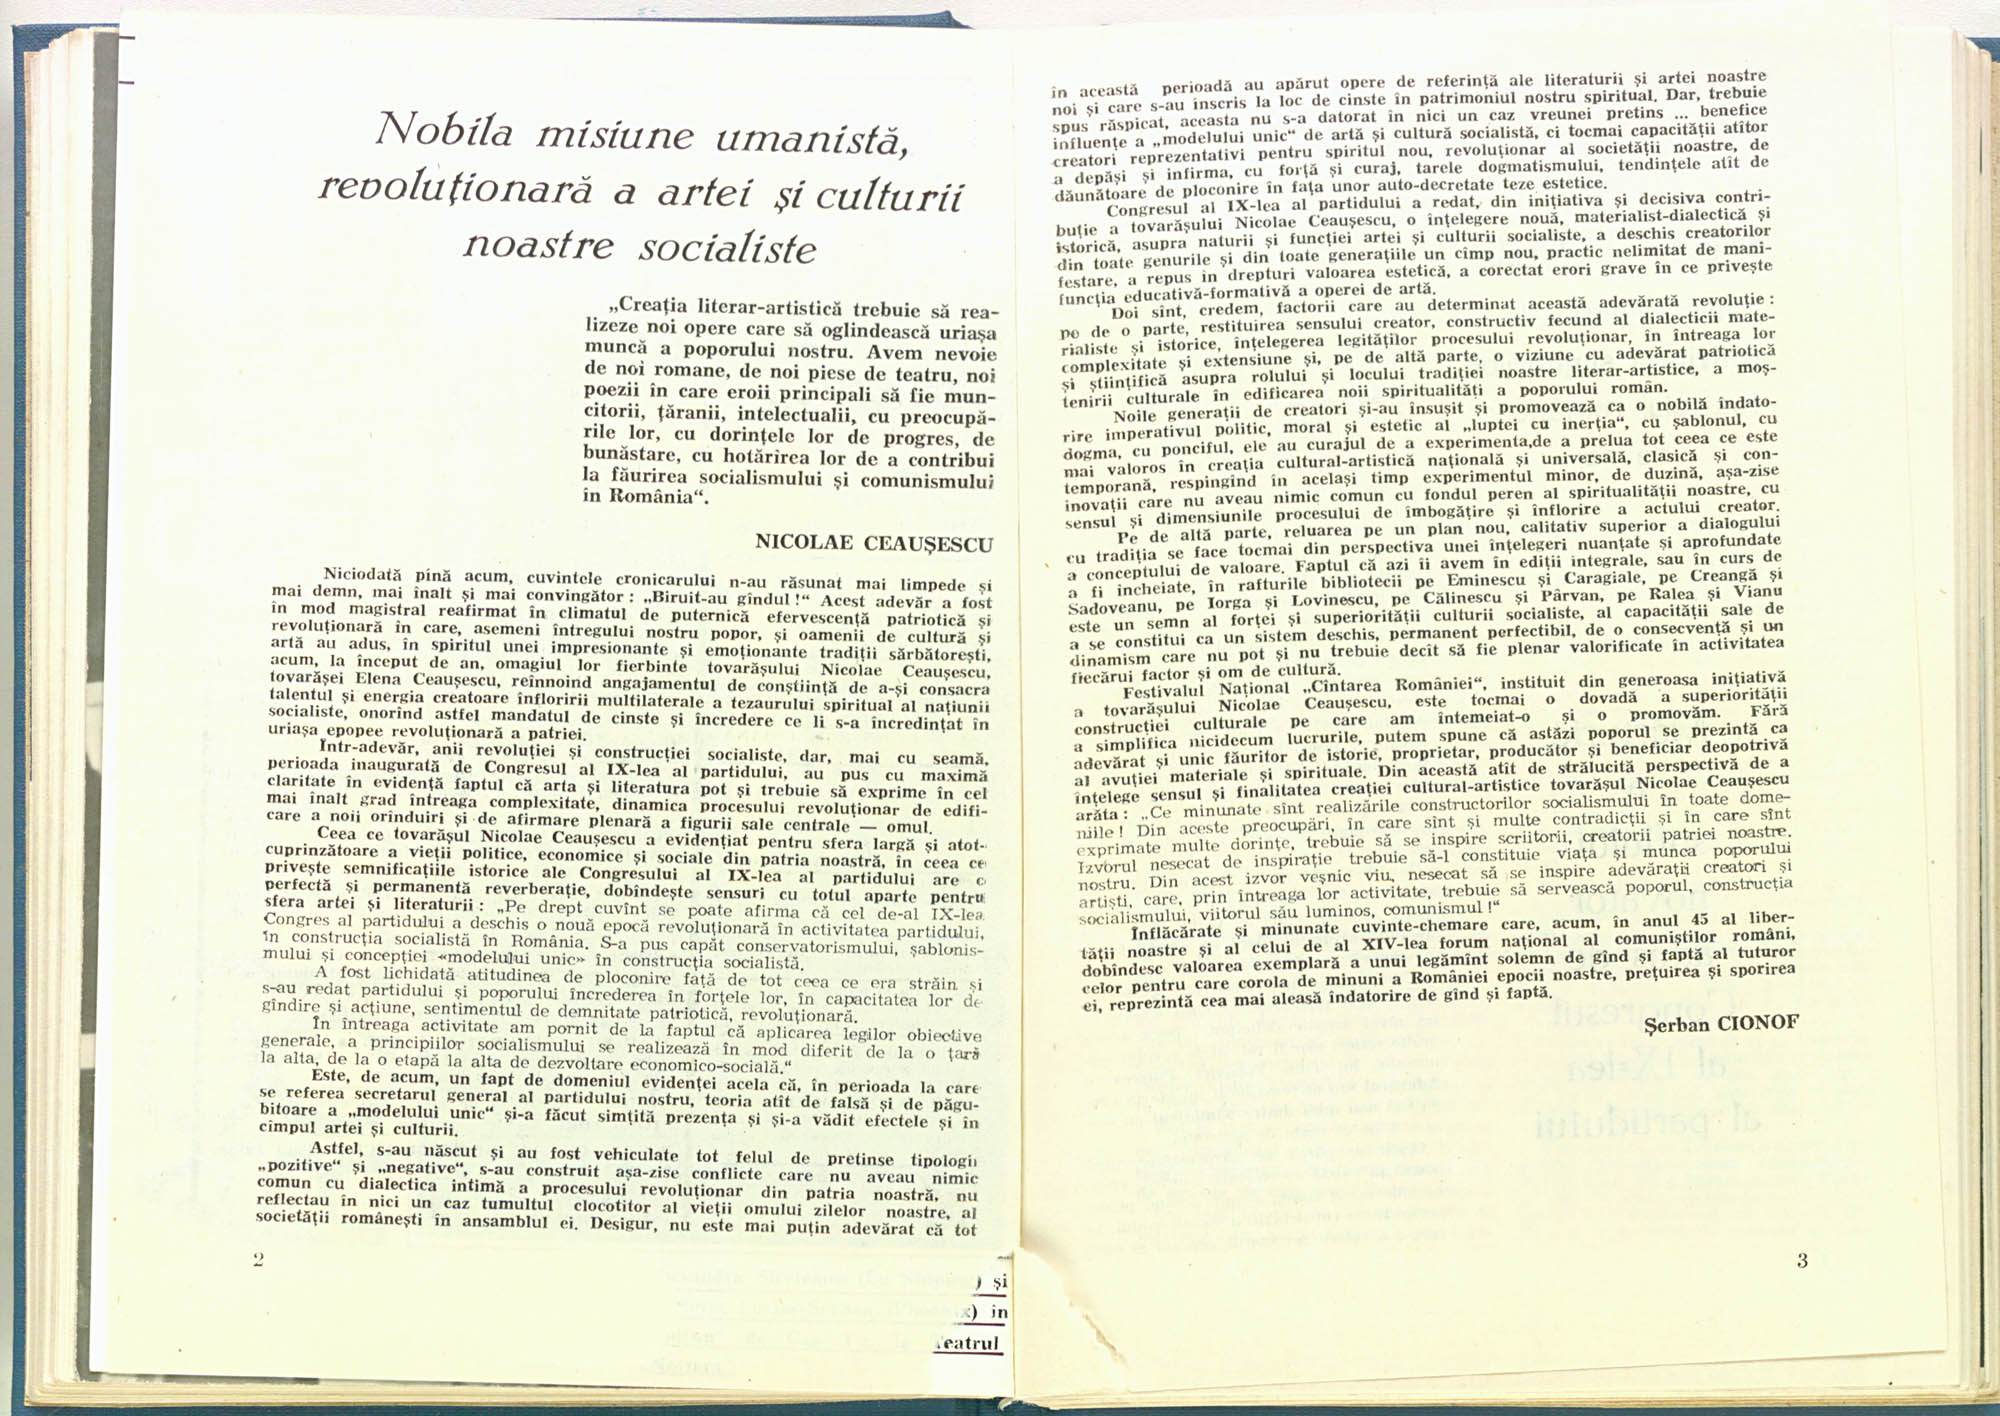 Nobila misiune umanistă,
revoluționară a artei și culturii
noastre socialiste
„Creația literar-artistică trebuie să rea-
lizeze noi opere care să oglindească uriașa
muncă a poporului nostru. Avem nevoie
de noi romane, de noi piese de teatru, noi
poezii în care eroii principali să fie mun-
citorii, țăranii, intelectualii, cu preocupă-
rile lor, cu dorințele lor de progres, de
bunăstare, cu hotărîrea lor de a contribui
la făurirea socialismului și comunismului
în România“.
NICOLAE CEAUȘESCU
Niciodată pînă acum, cuvintele cronicarului n-au răsunat mai limpede și
mai demn, mai înalt și mai convingător : „Biruit-au gîndul !“ Acest adevăr a fost
în mod magistral reafirmat în climatul de puternică efervescență patriotică și
revoluționară în care, asemeni întregului nostru popor, și oamenii de cultură și
artă au adus, în spiritul unei impresionante și emoționante tradiții sărbătorești,
acum, la început de an, omagiul lor fierbinte tovarășului Nicolae Ceaușescu,
tovarășei Elena Ceaușescu, reînnoind angajamentul de conștiință de a-și consacra
talentul și energia creatoare înfloririi multilaterale a tezaurului spiritual al națiunii
socialiste, onorînd astfel mandatul de cinste și încredere ce li s-a încredințat în
uriașa epopee revoluționară a patriei.
Într-adevăr, anii revoluției și construcției socialiste, dar, mai cu seamă,
perioada inaugurată de Congresul al IX-lea al partidului, au pus cu maximă
claritate în evidență faptul că arta și literatura pot și trebuie să exprime în cel
mai înalt grad întreaga complexitate, dinamica procesului revoluționar de edifi-
care a noii orînduiri și de afirmare plenară a figurii sale centrale — omul.
Ceea ce tovarășul Nicolae Ceaușescu a evidențiat pentru sfera largă și atot-
cuprinzătoare a vieții politice, economice și sociale din patria noastră, în ceea ce
privește semnificațiile istorice ale Congresului al IX-lea al partidului are o
perfectă și permanentă reverberație, dobîndește sensuri cu totul aparte pentru
sfera artei și literaturii : „Pe drept cuvînt se poate afirma că cel de-al IX-lea
Congres al partidului a deschis o nouă epocă revoluționară în activitatea partidului,
în construcția socialistă în România. S-a pus capăt conservatorismului, șablonis-
mului și concepției «modelului unic» în construcția socialistă.
A fost lichidată atitudinea de ploconire față de tot ceea ce era străin și
s-au redat partidului și poporului încrederea în forțele lor, în capacitatea lor de
gîndire și acțiune, sentimentul de demnitate patriotică, revoluționară.
În întreaga activitate am pornit de la faptul că aplicarea legilor obiective
generale, a principiilor socialismului se realizează în mod diferit de la o țară
la alta, de la o etapă la alta de dezvoltare economico-socială.“
Este, de acum, un fapt de domeniul evidenței acela că, în perioada la care
se referea secretarul general al partidului nostru, teoria atît de falsă și de păgu-
bitoare a „modelului unic“ și-a făcut simțită prezența și și-a vădit efectele și în
cîmpul artei și culturii.
Astfel, s-au născut și au fost vehiculate tot felul de pretinse tipologii
„pozitive“ și „negative“, s-au construit așa-zise conflicte care nu aveau nimic
comun cu dialectica intimă a procesului revoluționar din patria noastră, nu
reflectau în nici un caz tumultul clocotitor al vieții omului zilelor noastre, al
societății românești în ansamblul ei. Desigur, nu este mai puțin adevărat că tot
2
) și
) în
Teatrul
în această perioadă au apărut opere de referință ale literaturii și artei noastre
noi și care s-au înscris la loc de cinste în patrimoniul nostru spiritual. Dar, trebuie
spus răspicat, aceasta nu s-a datorat în nici un caz vreunei pretins ... benefice
influențe a „modelului unic“ de artă și cultură socialistă, ci tocmai capacității atîtor
creatori reprezentativi pentru spiritul nou, revoluționar al societății noastre, de
a depăși și infirma, cu forță și curaj, tarele dogmatismului, tendințele atît de
dăunătoare de ploconire în fața unor auto-decretate teze estetice.
Congresul al IX-lea al partidului a redat, din inițiativa și decisiva contri-
buție a tovarășului Nicolae Ceaușescu, o înțelegere nouă, materialist-dialectică și
istorică, asupra naturii și funcției artei și culturii socialiste, a deschis creatorilor
din toate genurile și din toate generațiile un cîmp nou, practic nelimitat de mani-
festare, a repus în drepturi valoarea estetică, a corectat erori grave în ce privește
funcția educativă-formativă a operei de artă.
Doi sînt, credem, factorii care au determinat această adevărată revoluție :
pe de o parte, restituirea sensului creator, constructiv fecund al dialecticii mate-
rialiste și istorice, înțelegerea legităților procesului revoluționar, în întreaga lor
complexitate și extensiune și, pe de altă parte, o viziune cu adevărat patriotică
și științifică asupra rolului și locului tradiției noastre literar-artistice, a moș-
tenirii culturale în edificarea noii spiritualități a poporului român.
Noile generații de creatori și-au însușit și promovează ca o nobilă îndato-
rire imperativul politic, moral și estetic al „luptei cu inerția“, cu șablonul, cu
dogma, cu ponciful, ele au curajul de a experimenta,de a prelua tot ceea ce este
mai valoros în creația cultural-artistică națională și universală, clasică și con-
temporană, respingînd în același timp experimentul minor, de duzină, așa-zise
inovații care nu aveau nimic comun cu fondul peren al spiritualității noastre, cu
sensul și dimensiunile procesului de îmbogățire și înflorire a actului creator.
Pe de altă parte, reluarea pe un plan nou, calitativ superior a dialogului
cu tradiția se face tocmai din perspectiva unei înțelegeri nuanțate și aprofundate
a conceptului de valoare. Faptul că azi îi avem în ediții integrale, sau în curs de
a fi încheiate, în rafturile bibliotecii pe Eminescu și Caragiale, pe Creangă și
Sadoveanu, pe Iorga și Lovinescu, pe Călinescu și Pârvan, pe Ralea și Vianu
este un semn al forței și superiorității culturii socialiste, al capacității sale de
a se constitui ca un sistem deschis, permanent perfectibil, de o consecvență și un
dinamism care nu pot și nu trebuie decît să fie plenar valorificate în activitatea
fiecărui factor și om de cultură.
Festivalul Național „Cîntarea României“, instituit din generoasa inițiativă
a tovarășului Nicolae Ceaușescu, este tocmai o dovadă a superiorității
construcției culturale pe care am întemeiat-o și o promovăm. Fără
a simplifica nicidecum lucrurile, putem spune că astăzi poporul se prezintă ca
adevărat și unic făuritor de istorie, proprietar, producător și beneficiar deopotrivă
al avuției materiale și spirituale. Din această atît de strălucită perspectivă de a
înțelege sensul și finalitatea creației cultural-artistice tovarășul Nicolae Ceaușescu
arăta : „Ce minunate sînt realizările constructorilor socialismului în toate dome-
niile ! Din aceste preocupări, în care sînt și multe contradicții și în care sînt
exprimate multe dorințe, trebuie să se inspire scriitorii, creatorii patriei noastre.
Izvorul nesecat de inspirație trebuie să-l constituie viața și munca poporului
nostru. Din acest izvor veșnic viu, nesecat să se inspire adevărații creatori și
artiști, care, prin întreaga lor activitate, trebuie să servească poporul, construcția
socialismului, viitorul său luminos, comunismul !“
Înflăcărate și minunate cuvinte-chemare care, acum, în anul 45 al liber-
tății noastre și al celui de al XIV-lea forum național al comuniștilor români,
dobîndesc valoarea exemplară a unui legămînt solemn de gînd și faptă al tuturor
celor pentru care corola de minuni a României epocii noastre, prețuirea și sporirea
ei, reprezintă cea mai aleasă îndatorire de gînd și faptă.
Șerban CIONOF
3